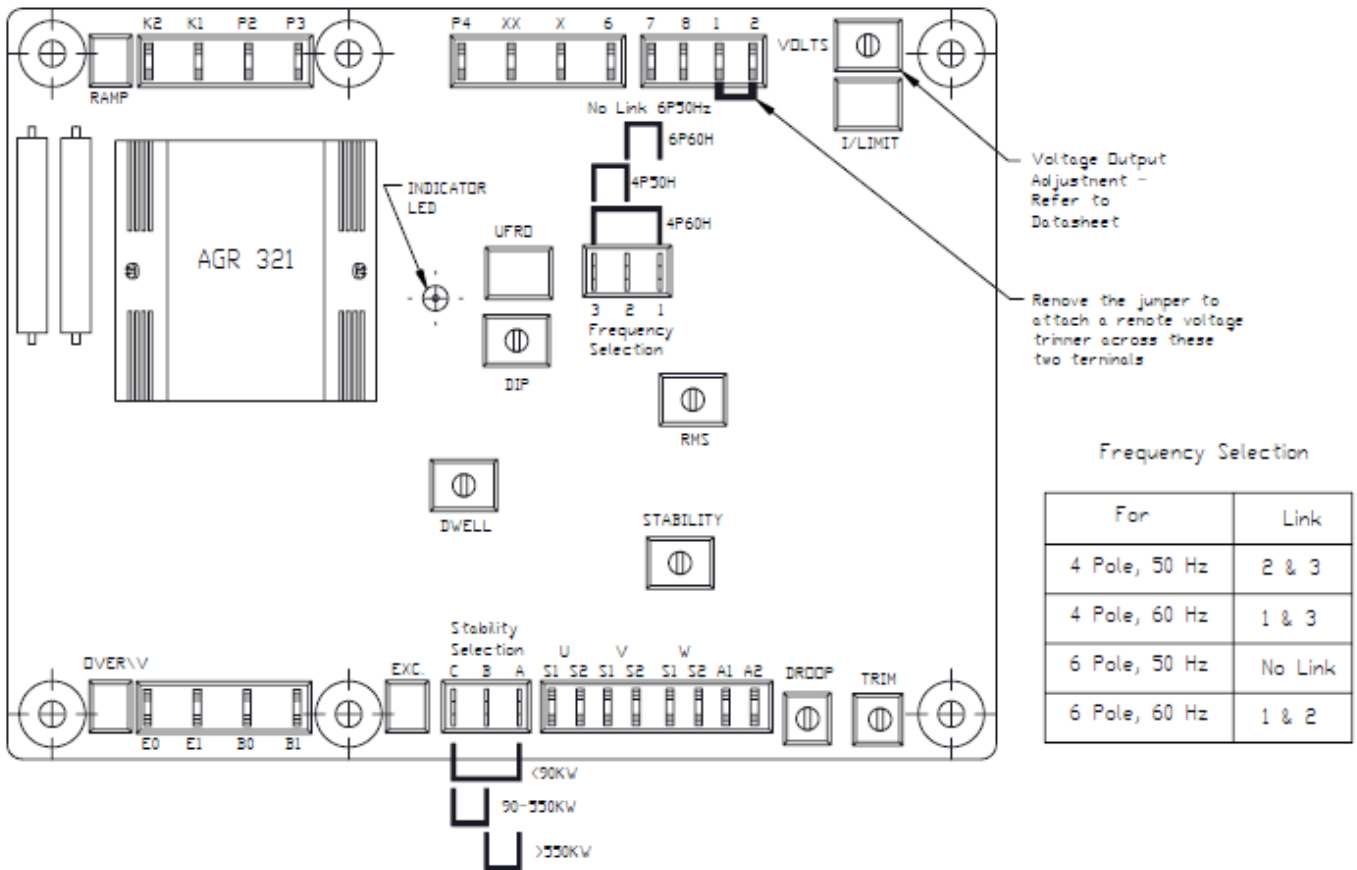 K2 K1 P2 P3
P4 XX X 6
7 8 1 2
VOLTS
RAMP
I/LIMIT
No Link 6P50Hz
6P60H
4P50H
4P60H
INDICATOR
LED
UFRO
AGR 321
3 2 1
Frequency
Selection
DIP
RMS
DWELL
STABILITY
Voltage Output
Adjustment -
Refer to
Datasheet
Remove the jumper to
attach a remote voltage
trimmer across these
two terninals
Frequency Selection
For Link
4 Pole, 50 Hz 2 & 3
4 Pole, 60 Hz 1 & 3
6 Pole, 50 Hz No Link
6 Pole, 60 Hz 1 & 2
OVER\V
E0 E1 B0 B1
EXC.
Stability
Selection
C B A
U V W
S1 S2 S1 S2 S1 S2 A1 A2
DROOP
TRIM
<90KW
90-550KW
>550KW